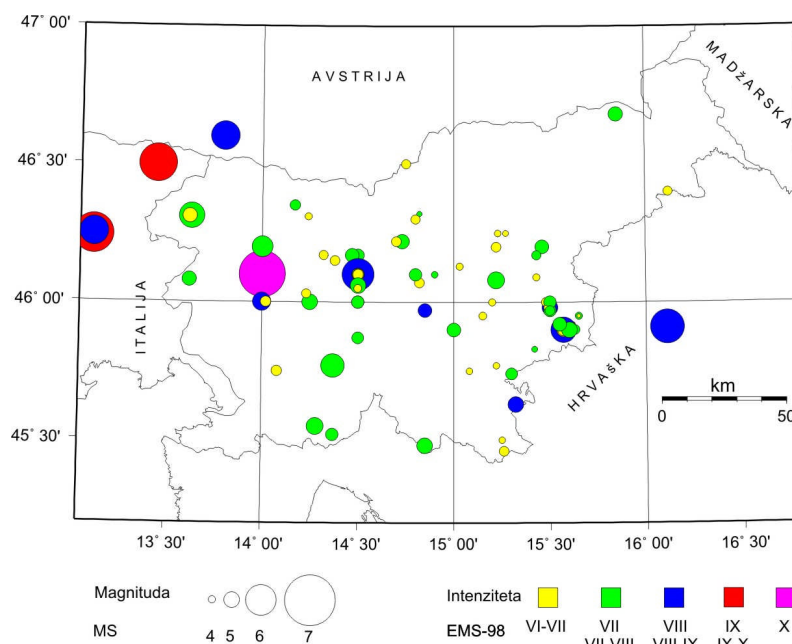 47° 00'
AVSTRIJA
MADŽARSKA
46° 30'
46° 00'
ITALIJA
HRVAŠKA
km
0 50
45° 30'
13° 30' 14° 00' 14° 30' 15° 00' 15° 30' 16° 00' 16° 30'
Magnituda
MS 4 5 6 7
Intenziteta
EMS-98 VI-VII VII VIII IX X
VII-VIII VIII-IX IX-X